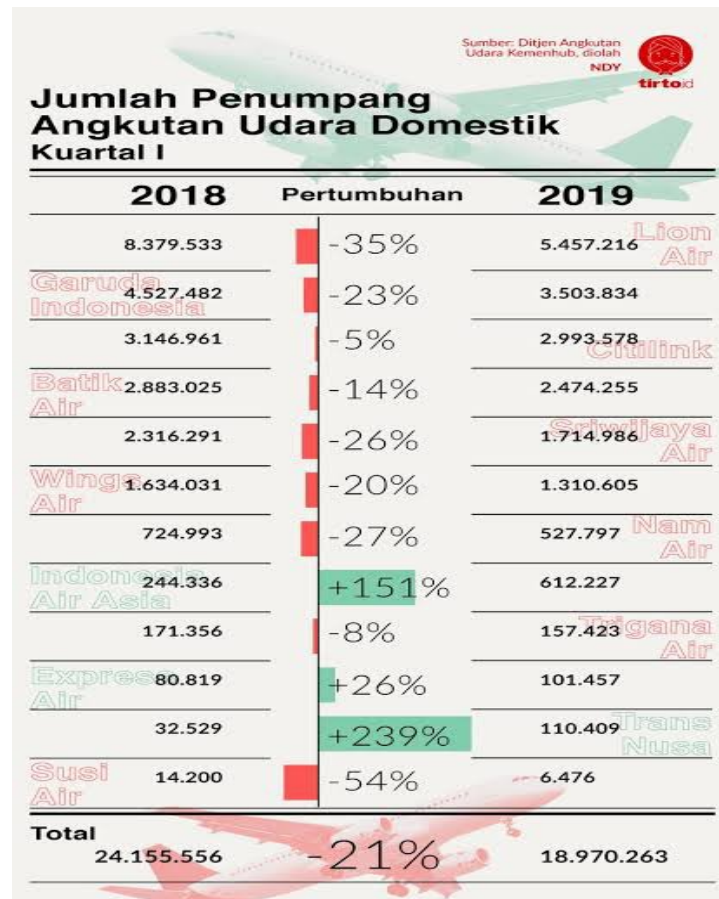 Sumber: Ditjen Angkutan
Udara Kemenhub, diolah
NDY
tirto.id
Jumlah Penumpang
Angkutan Udara Domestik
Kuartal I
2018 Pertumbuhan 2019
8.379.533 -35% 5.457.216 Lion Air
Garuda Indonesia 4.527.482 -23% 3.503.834
3.146.961 -5% 2.993.578 Citilink
Batik Air 2.883.025 -14% 2.474.255
2.316.291 -26% 1.714.986 Sriwijaya Air
Wings Air 1.634.031 -20% 1.310.605
724.993 -27% 527.797 Nam Air
Indonesia Air Asia 244.336 +151% 612.227
171.356 -8% 157.423 Trigana Air
Express Air 80.819 +26% 101.457
32.529 +239% 110.409 Trans Nusa
Susi Air 14.200 -54% 6.476
Total
24.155.556 -21% 18.970.263